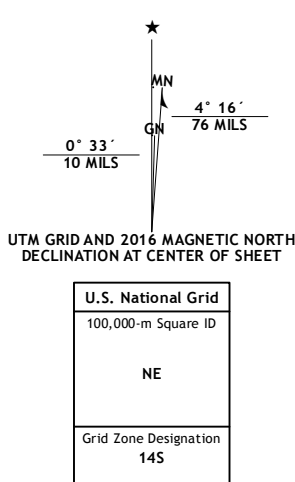 ★
MN
4° 16´
76 MILS
GN
0° 33´
10 MILS
UTM GRID AND 2016 MAGNETIC NORTH
DECLINATION AT CENTER OF SHEET
U.S. National Grid
100,000-m Square ID
NE
Grid Zone Designation
14S